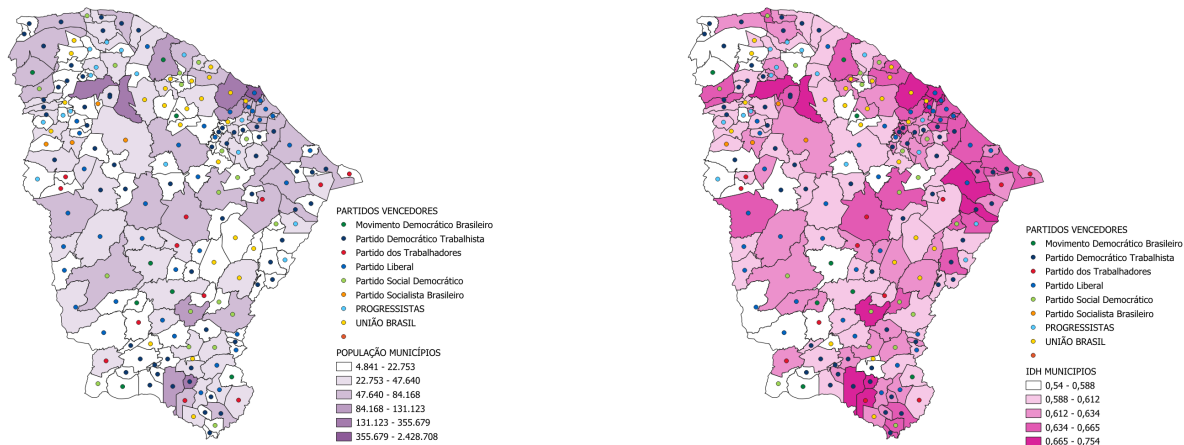 PARTIDOS VENCEDORES
Movimento Democrático Brasileiro
Partido Democrático Trabalhista
Partido dos Trabalhadores
Partido Liberal
Partido Social Democrático
Partido Socialista Brasileiro
PROGRESSISTAS
UNIÃO BRASIL
POPULAÇÃO MUNICÍPIOS
4.841 - 22.753
22.753 - 47.640
47.640 - 84.168
84.168 - 131.123
131.123 - 355.679
355.679 - 2.428.708
PARTIDOS VENCEDORES
Movimento Democrático Brasileiro
Partido Democrático Trabalhista
Partido dos Trabalhadores
Partido Liberal
Partido Social Democrático
Partido Socialista Brasileiro
PROGRESSISTAS
UNIÃO BRASIL
IDH MUNICIPIOS
0,54 - 0,588
0,588 - 0,612
0,612 - 0,634
0,634 - 0,665
0,665 - 0,754